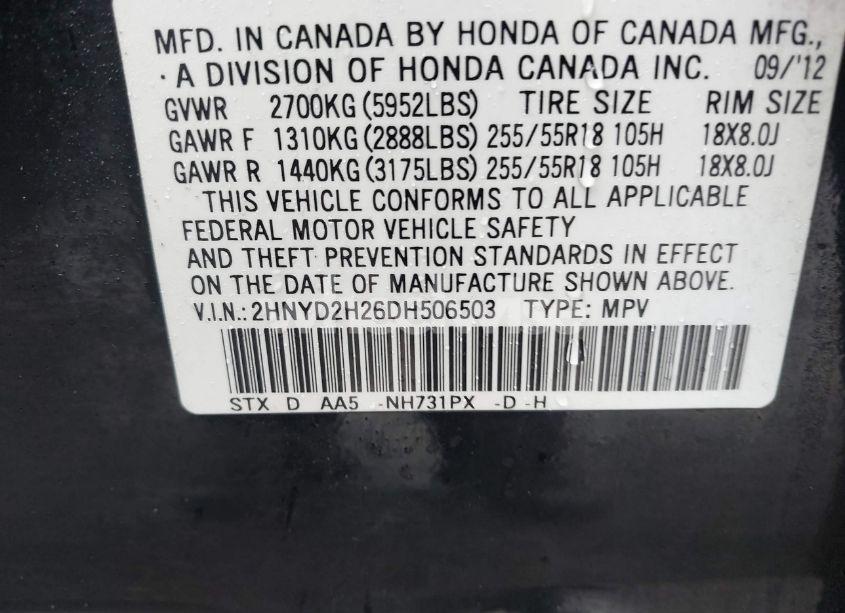 MFD. IN CANADA BY HONDA OF CANADA MFG.,
· A DIVISION OF HONDA CANADA INC. 09/'12
GVWR 2700KG (5952LBS) TIRE SIZE RIM SIZE
GAWR F 1310KG (2888LBS) 255/55R18 105H 18X8.0J
GAWR R 1440KG (3175LBS) 255/55R18 105H 18X8.0J
THIS VEHICLE CONFORMS TO ALL APPLICABLE
FEDERAL MOTOR VEHICLE SAFETY
AND THEFT PREVENTION STANDARDS IN EFFECT
ON THE DATE OF MANUFACTURE SHOWN ABOVE.
V.I.N.: 2HNYD2H26DH506503 TYPE: MPV
STX D AA5 -NH731PX -D -H